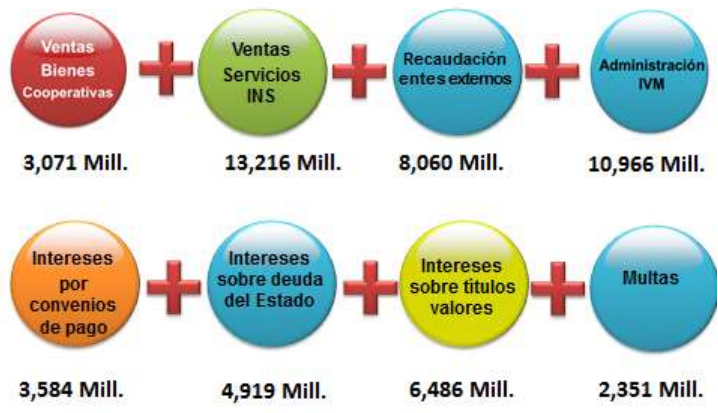 Ventas
Bienes
Cooperativas
Ventas
Servicios
INS
Recaudación
entes externos
Administración
IVM
3,071 Mill.
13,216 Mill.
8,060 Mill.
10,966 Mill.
Intereses
por
convenios
de pago
Intereses
sobre deuda
del Estado
Intereses
sobre titulos
valores
Multas
3,584 Mill.
4,919 Mill.
6,486 Mill.
2,351 Mill.